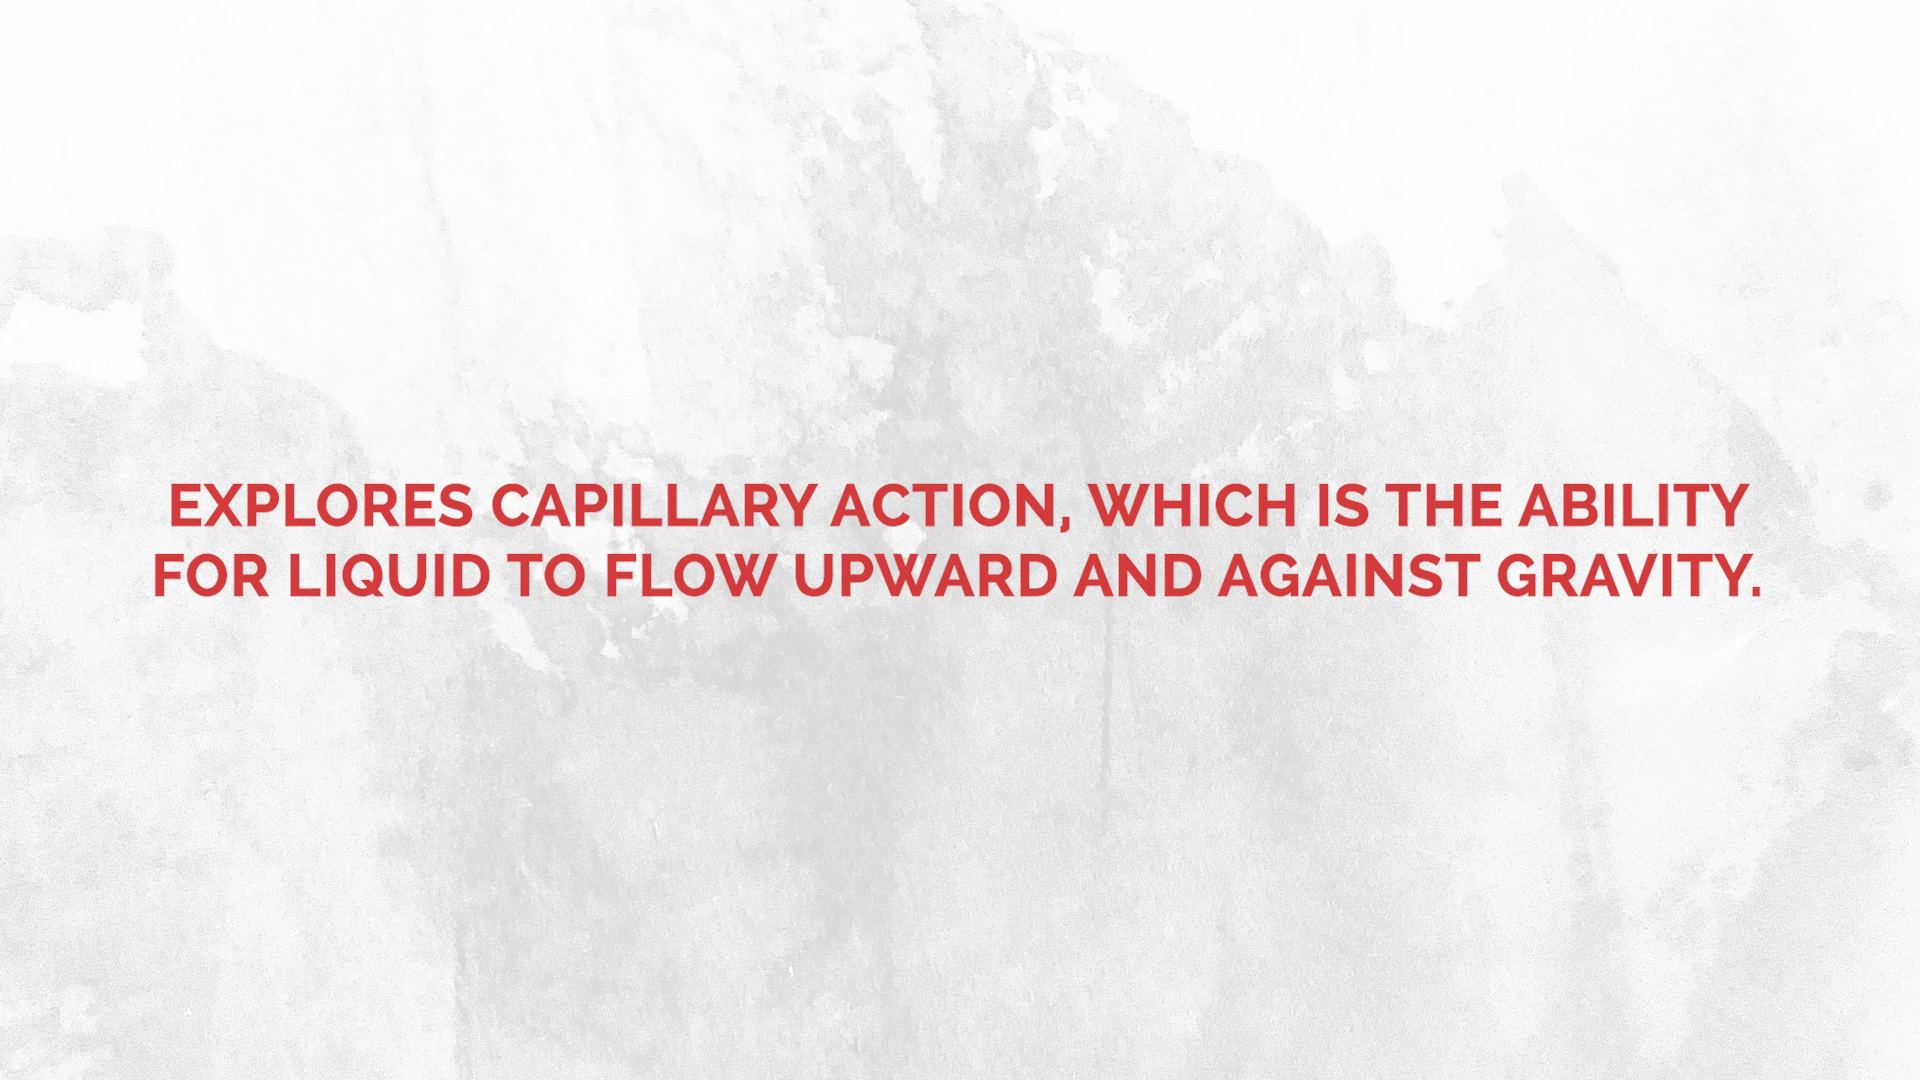 EXPLORES CAPILLARY ACTION, WHICH IS THE ABILITY
FOR LIQUID TO FLOW UPWARD AND AGAINST GRAVITY.